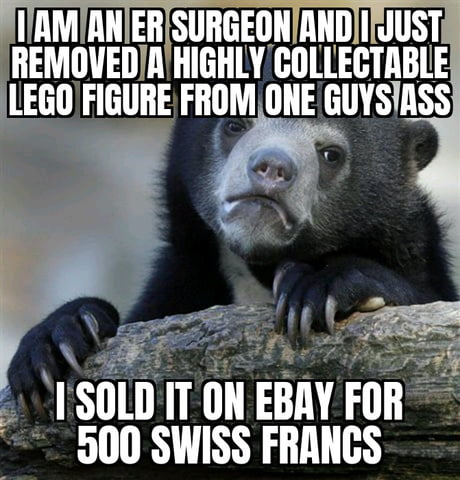 I AM AN ER SURGEON AND I JUST
REMOVED A HIGHLY COLLECTABLE
LEGO FIGURE FROM ONE GUYS ASS
I SOLD IT ON EBAY FOR
500 SWISS FRANCS